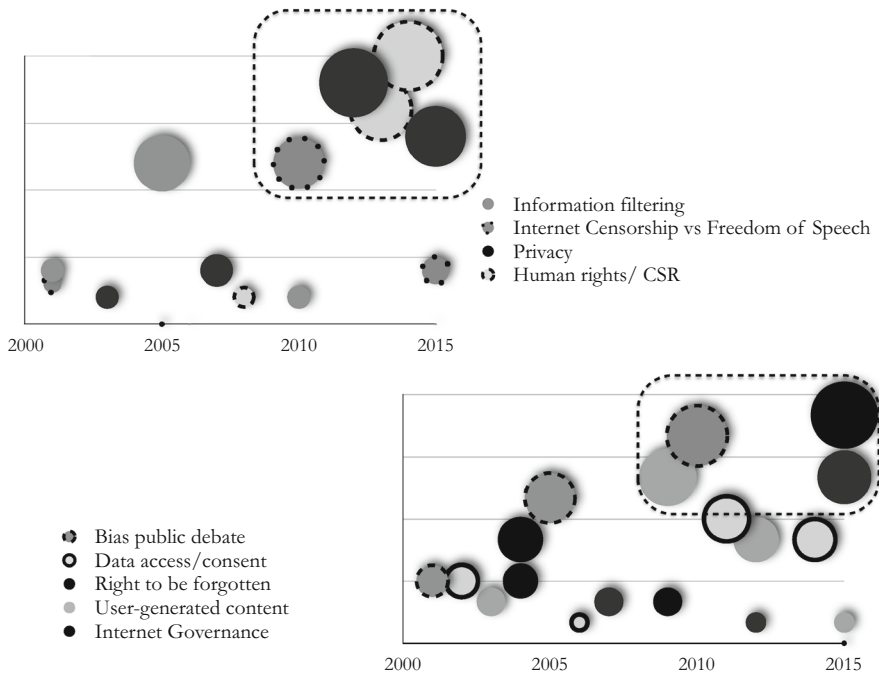 Information filtering
Internet Censorship vs Freedom of Speech
Privacy
Human rights/ CSR
2000 2005 2010 2015
Bias public debate
Data access/consent
Right to be forgotten
User-generated content
Internet Governance
2000 2005 2010 2015